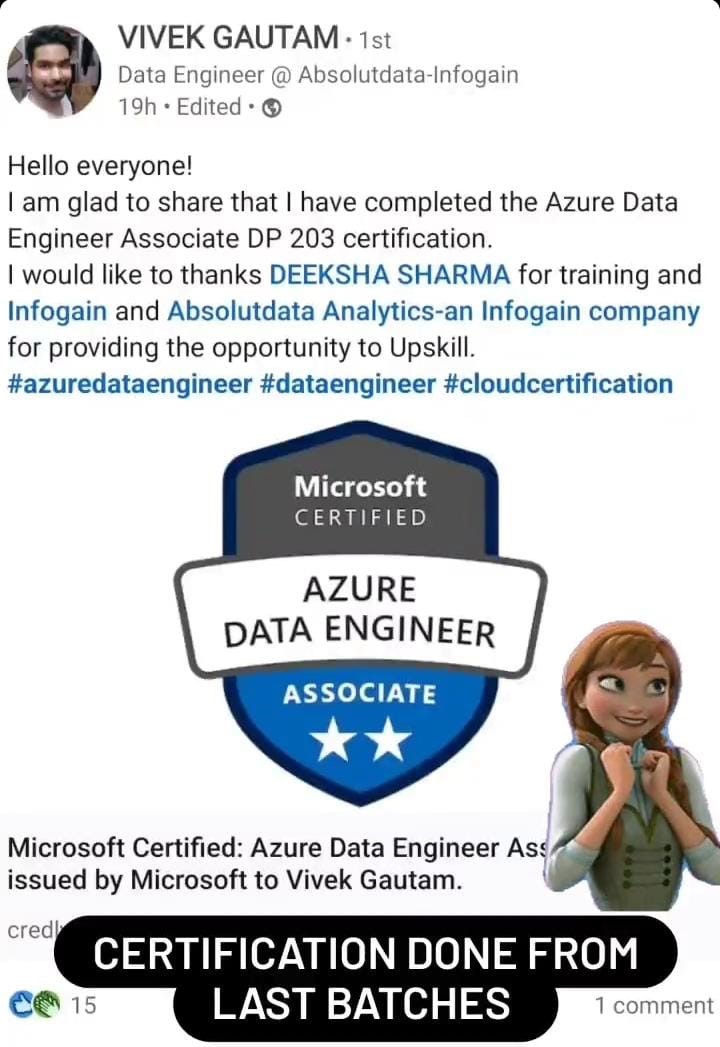 VIVEK GAUTAM · 1st
Data Engineer @ Absolutdata-Infogain
19h • Edited •
Hello everyone!
I am glad to share that I have completed the Azure Data
Engineer Associate DP 203 certification.
I would like to thanks DEEKSHA SHARMA for training and
Infogain and Absolutdata Analytics-an Infogain company
for providing the opportunity to Upskill.
#azuredataengineer #dataengineer #cloudcertification
Microsoft
CERTIFIED
AZURE
DATA ENGINEER
ASSOCIATE
Microsoft Certified: Azure Data Engineer
issued by Microsoft to Vivek Gautam.
CERTIFICATION DONE FROM
LAST BATCHES
15
1 comment